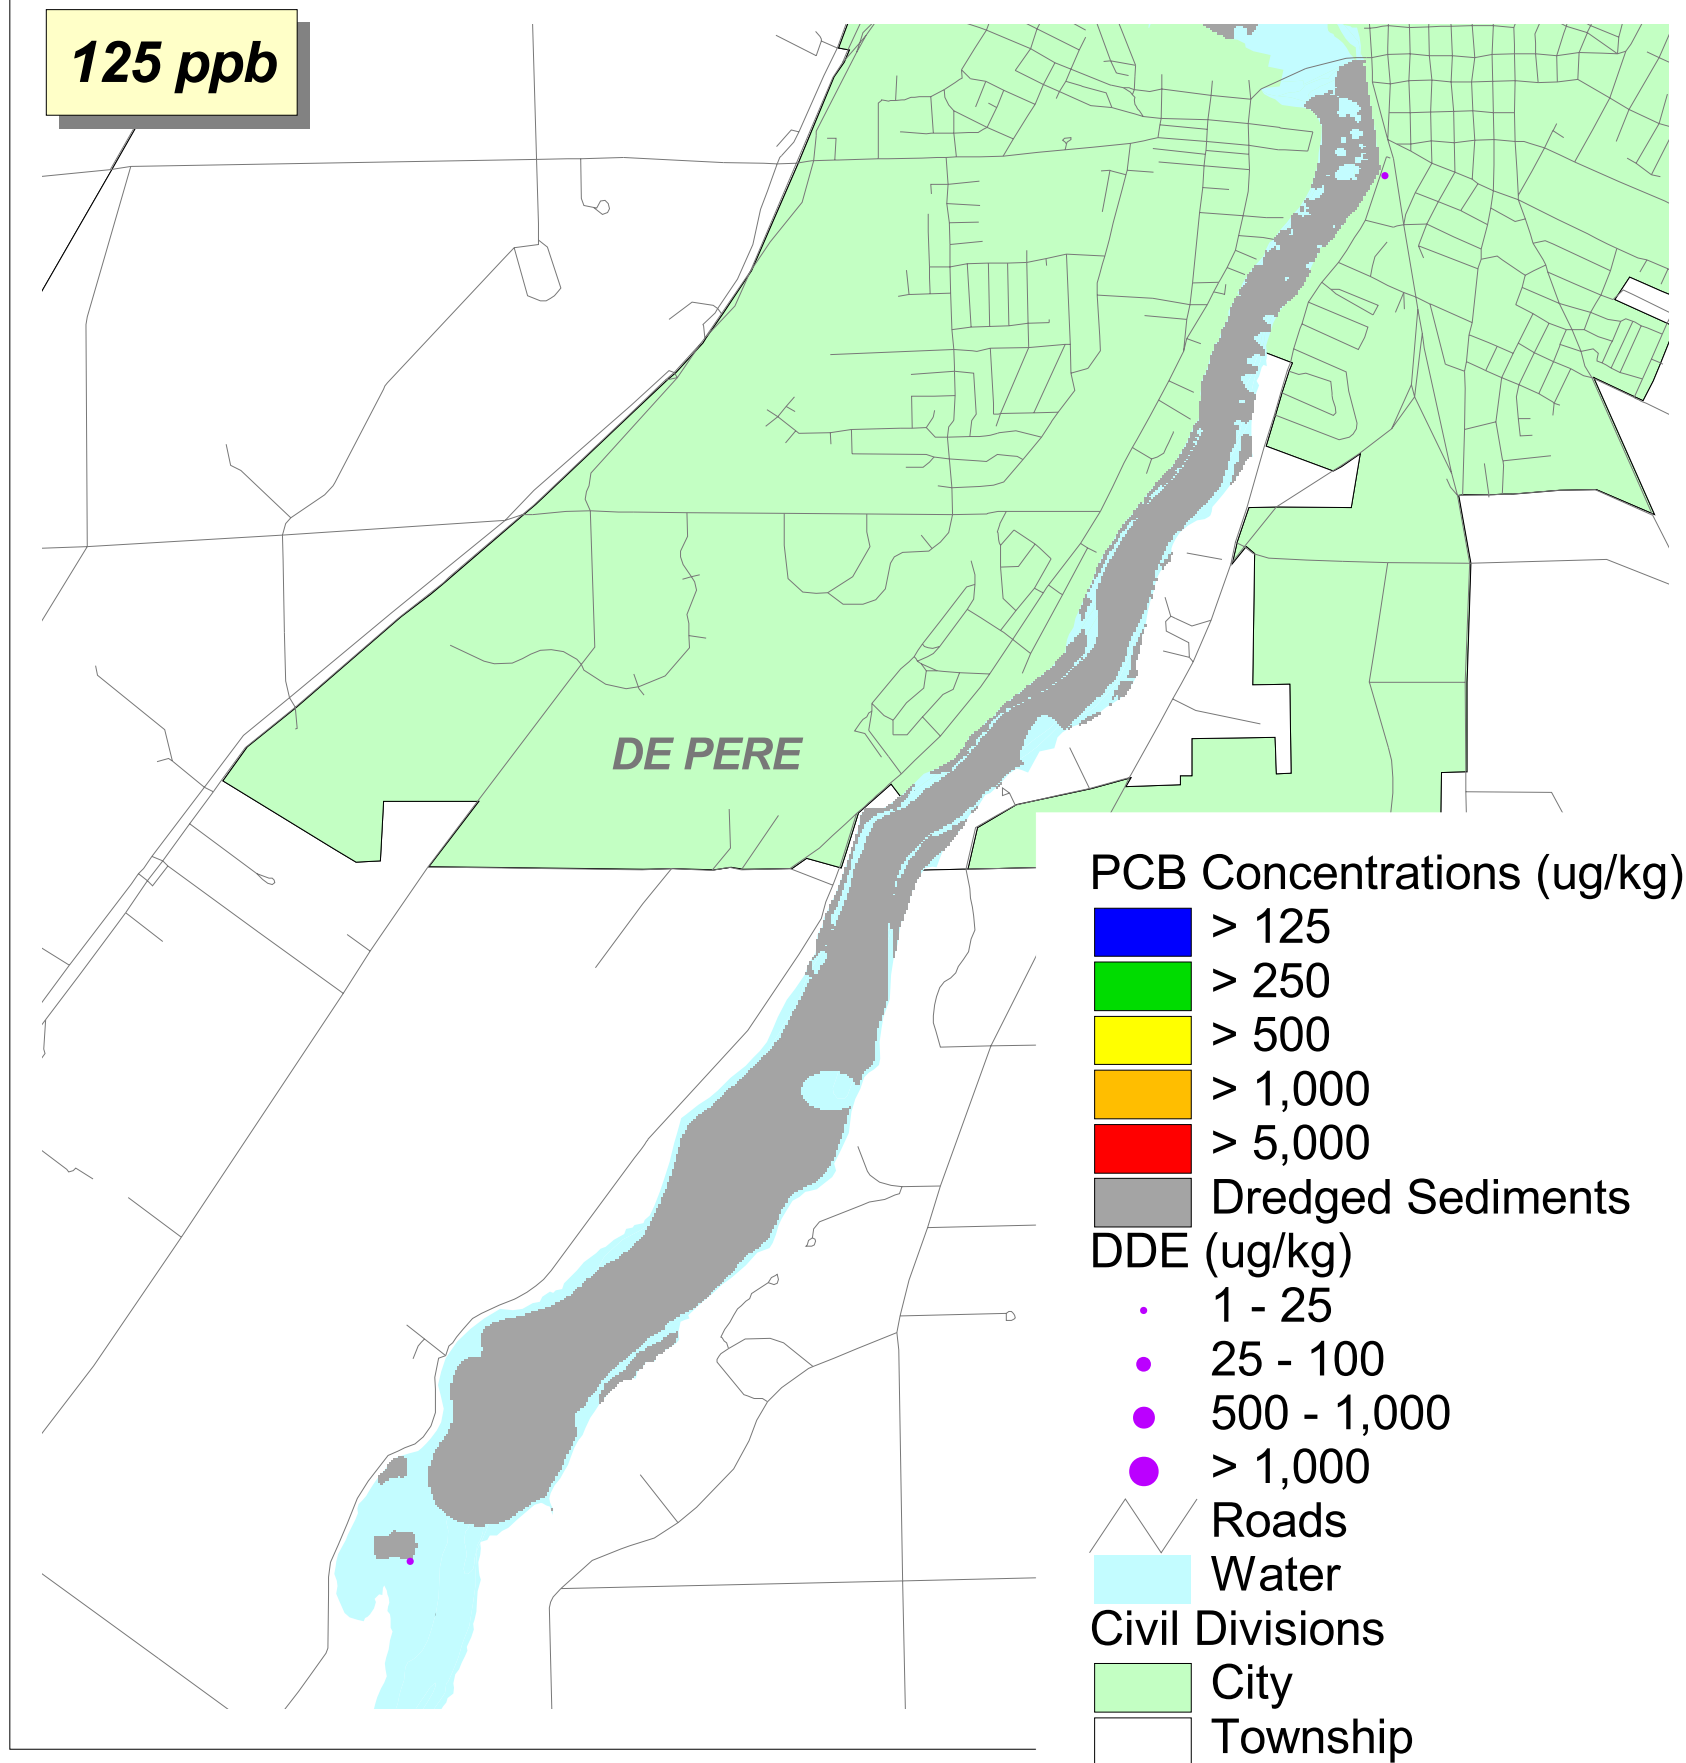 125 ppb
DE PERE
PCB Concentrations (ug/kg)
> 125
> 250
> 500
> 1,000
> 5,000
Dredged Sediments
DDE (ug/kg)
1 - 25
25 - 100
500 - 1,000
> 1,000
Roads
Water
Civil Divisions
City
Township